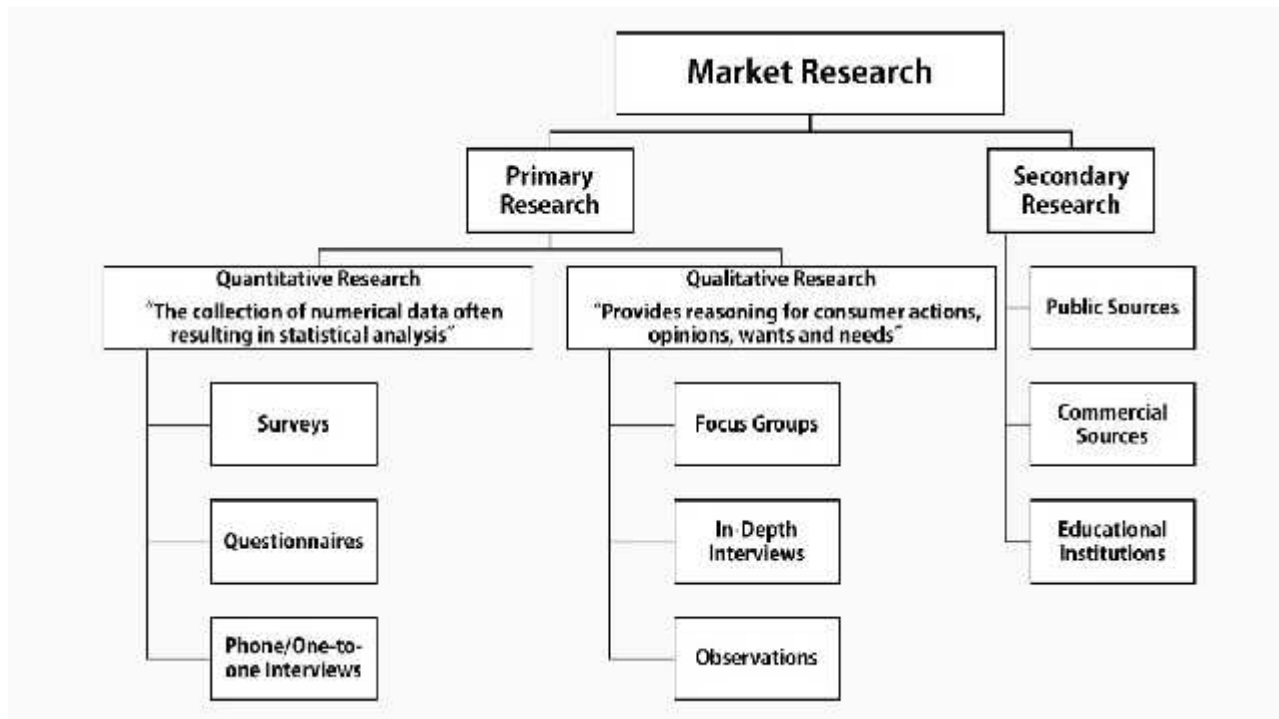 Market Research
Primary
Research
Secondary
Research
Quantitative Research
"The collection of numerical data often
resulting in statistical analysis"
Qualitative Research
"Provides reasoning for consumer actions,
opinions, wants and needs"
Public Sources
Surveys
Focus Groups
Commercial
Sources
Questionnaires
In-Depth
Interviews
Educational
Institutions
Phone/One-to-
one Interviews
Observations